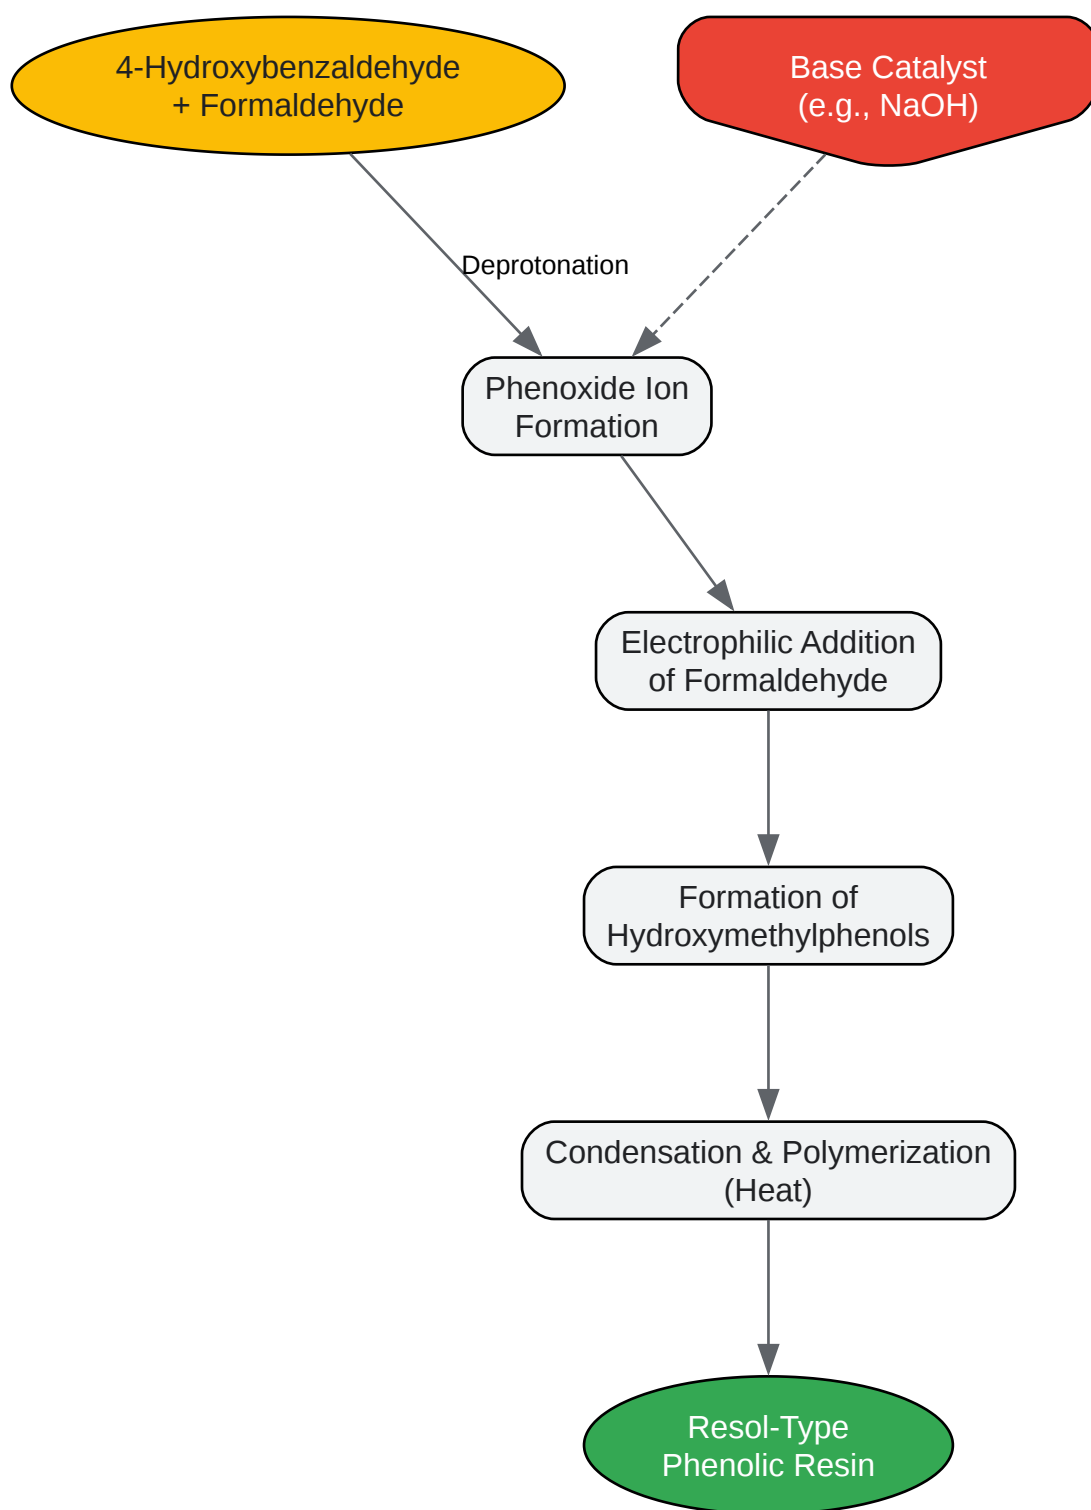 4-Hydroxybenzaldehyde
+ Formaldehyde
Base Catalyst
(e.g., NaOH)
Deprotonation
Phenoxide Ion
Formation
Electrophilic Addition
of Formaldehyde
Formation of
Hydroxymethylphenols
Condensation & Polymerization
(Heat)
Resol-Type
Phenolic Resin